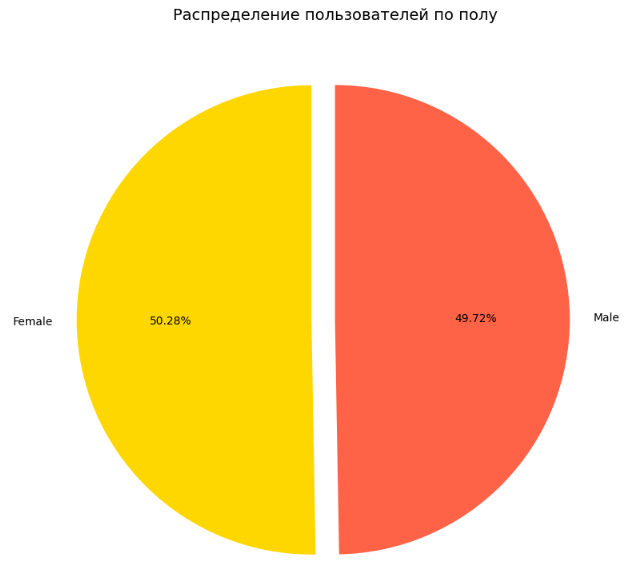 Распределение пользователей по полу
Female
50.28%
49.72%
Male